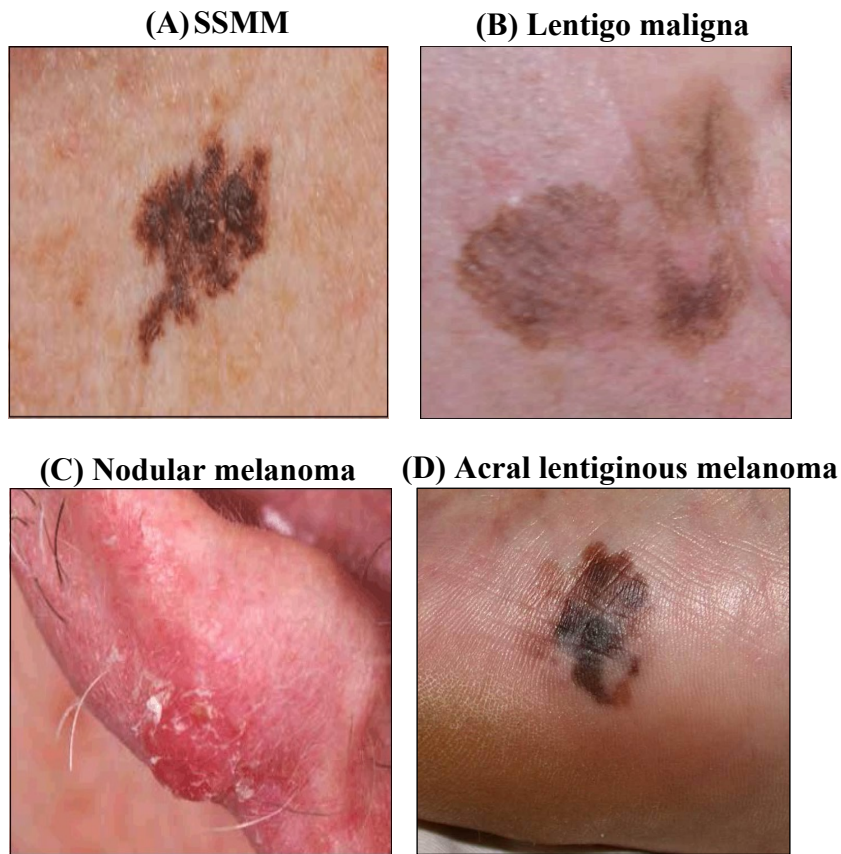 (A) SSMM
(B) Lentigo maligna
(C) Nodular melanoma
(D) Acral lentiginous melanoma